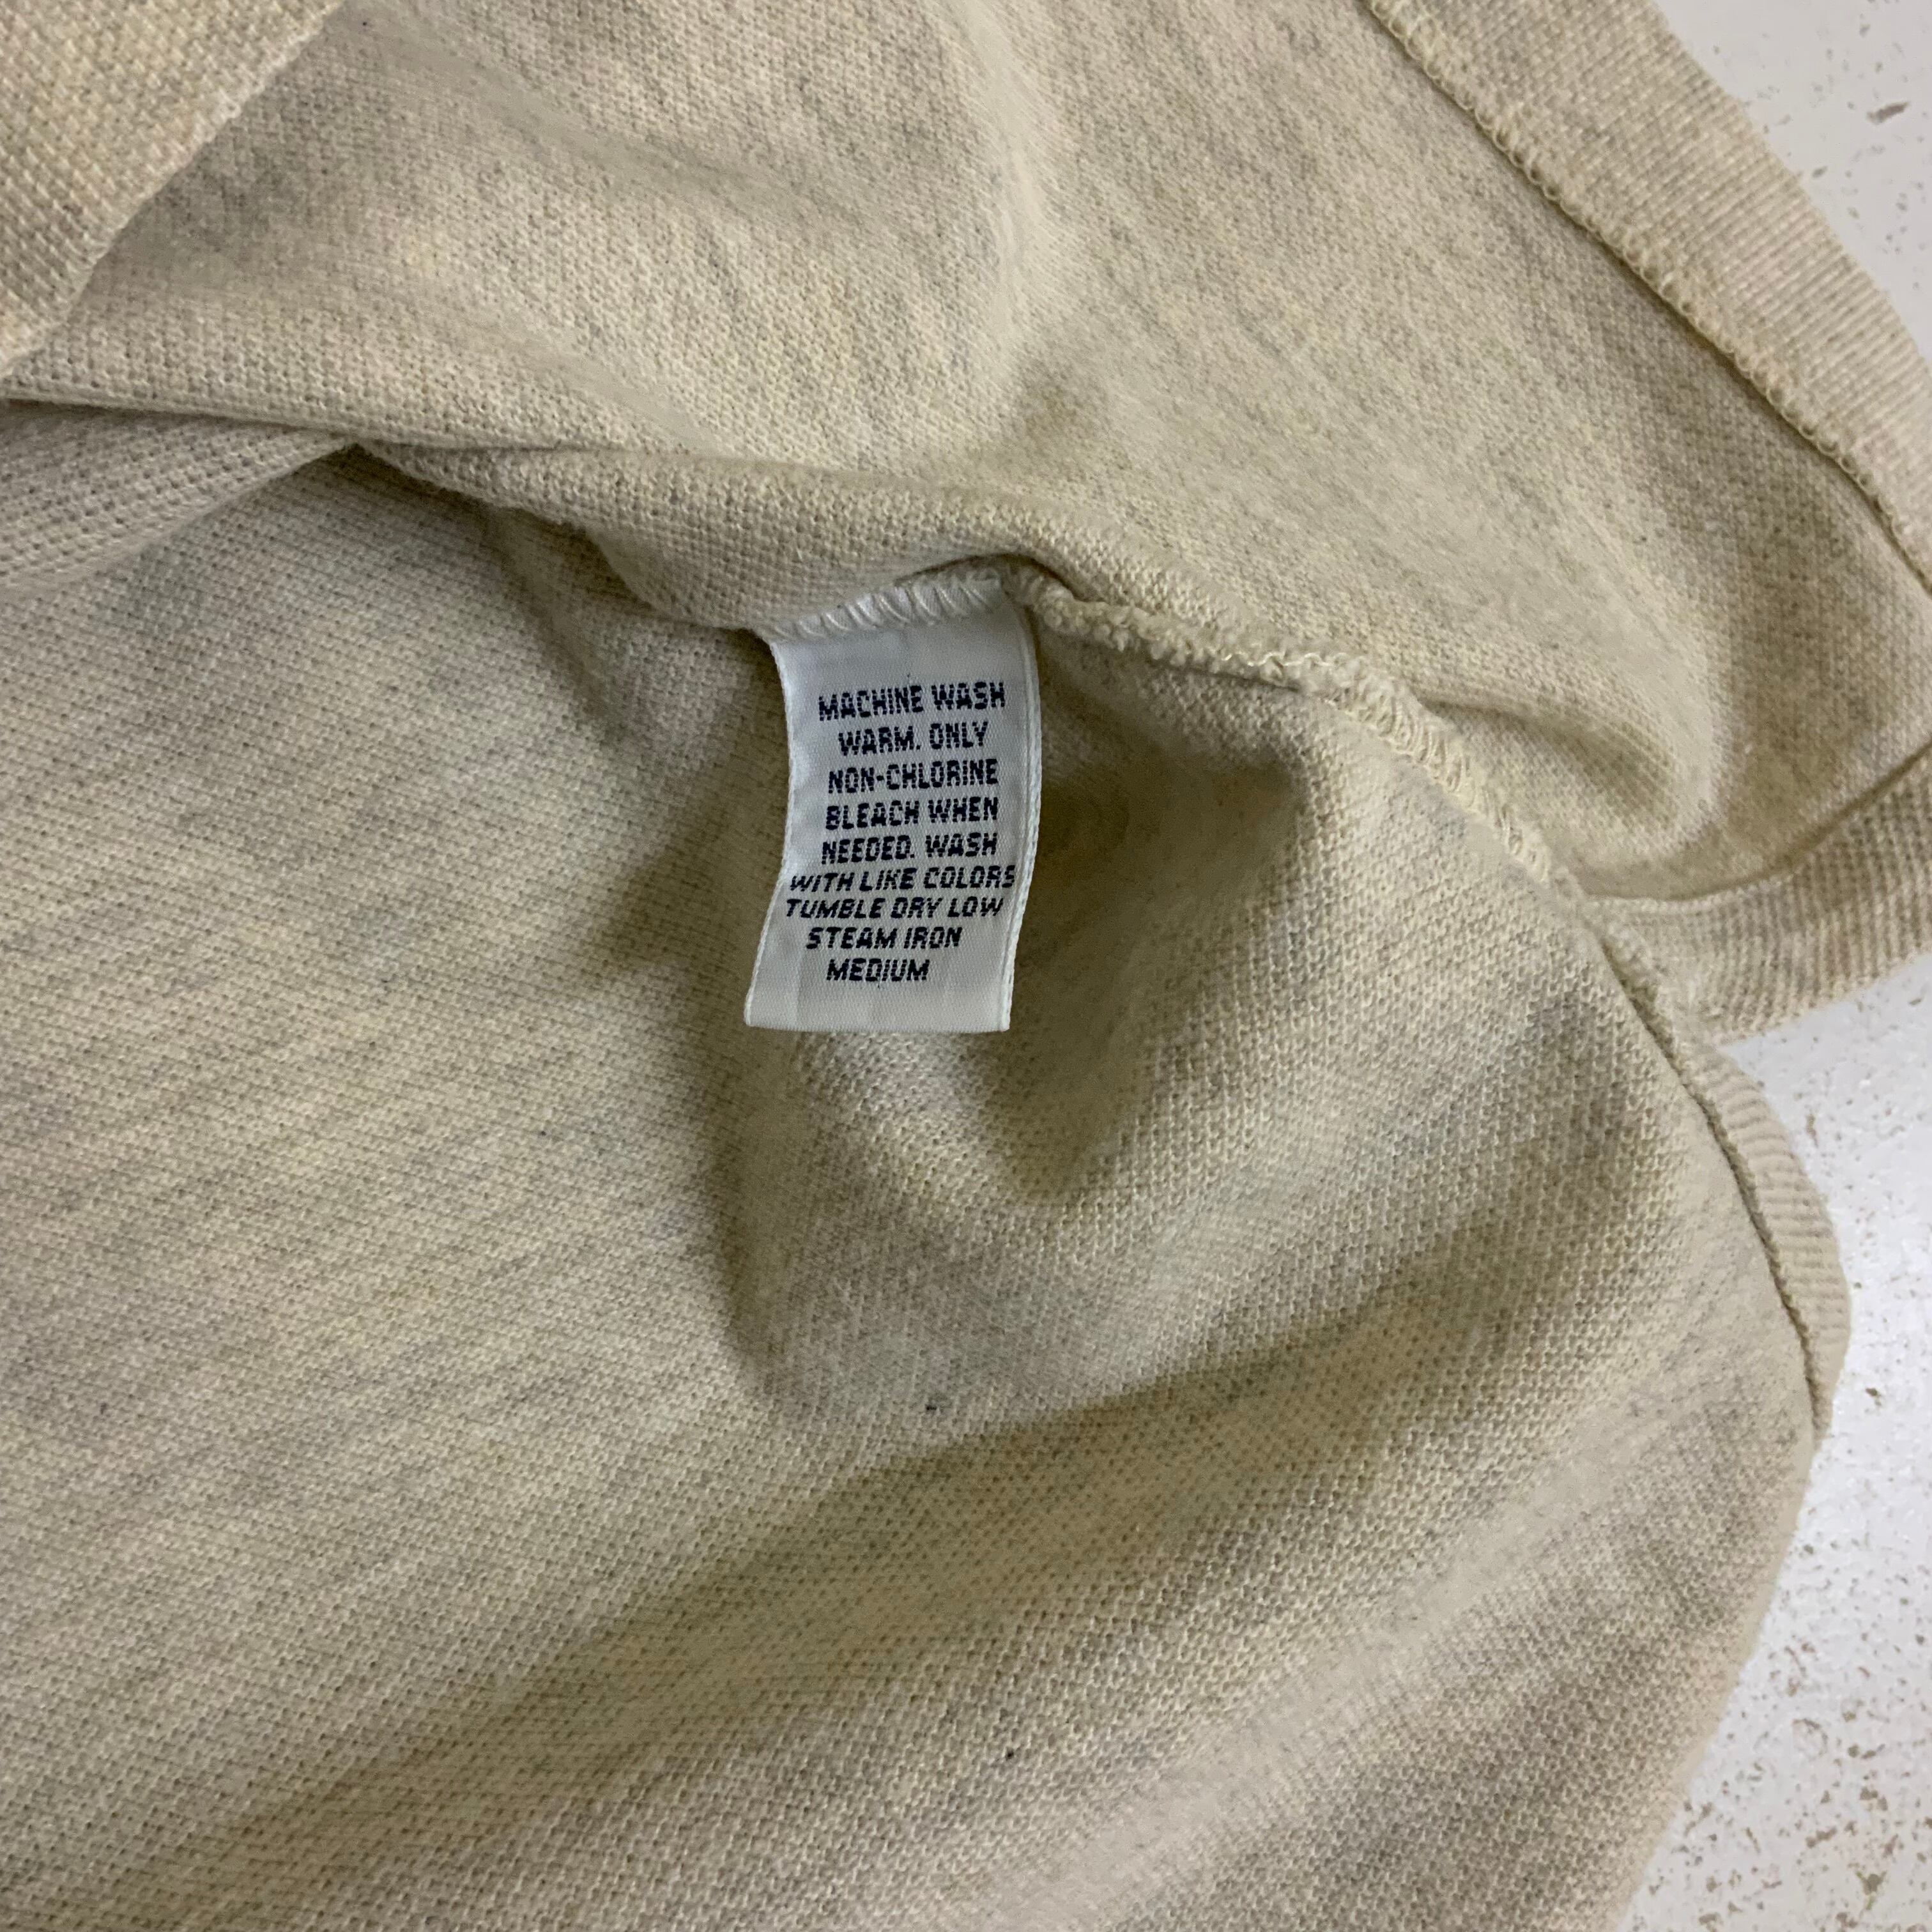 MACHINE WASH
WARM. ONLY
NON-CHLORINE
BLEACH WHEN
NEEDED. WASH
WITH LIKE COLORS
TUMBLE DRY LOW
STEAM IRON
MEDIUM